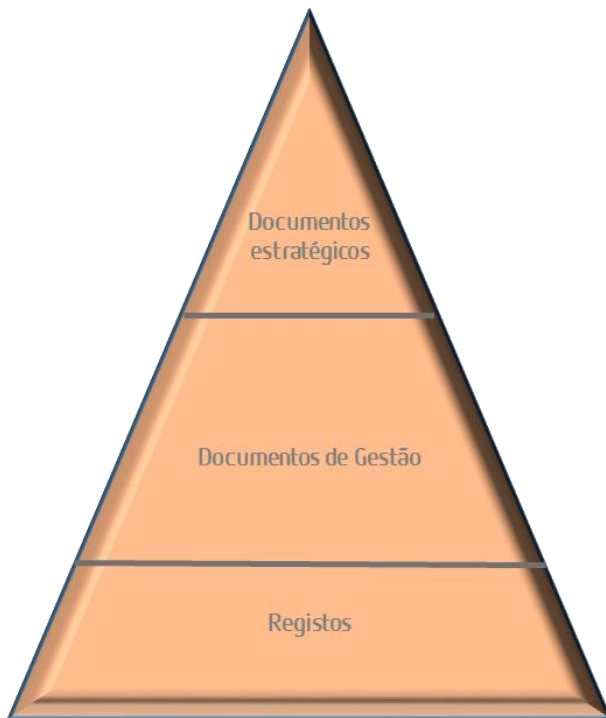 Documentos
estratégicos
Documentos de Gestão
Registos